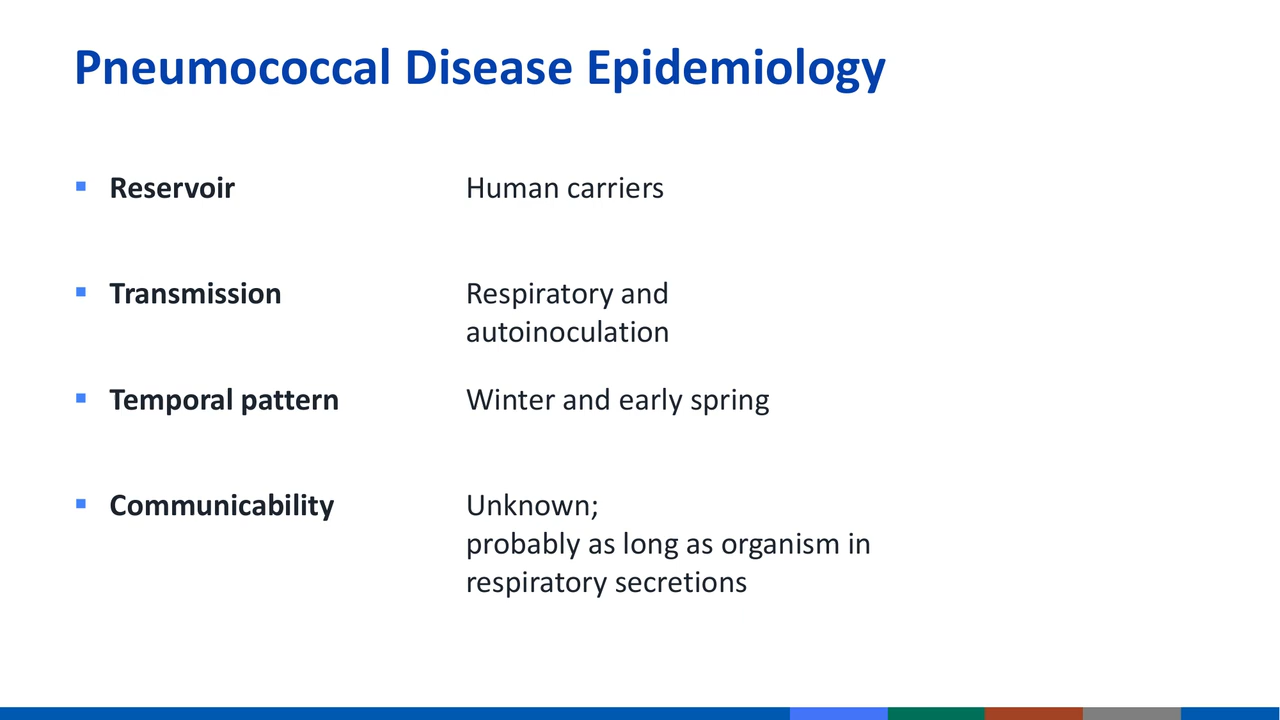 Pneumococcal Disease Epidemiology
▪ Reservoir Human carriers
▪ Transmission Respiratory and
autoinoculation
▪ Temporal pattern Winter and early spring
▪ Communicability Unknown;
probably as long as organism in
respiratory secretions